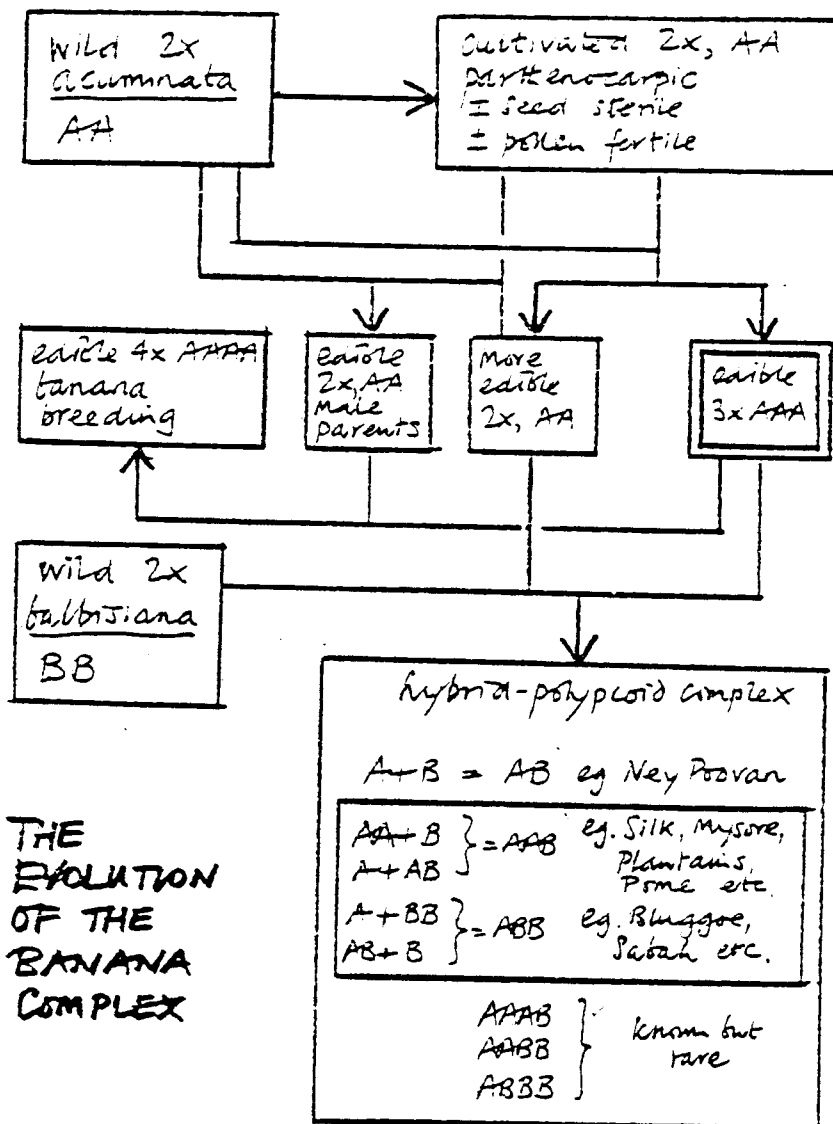 wild 2x
acuminata
AA
Cultivated 2x, AA
parthenocarpic
± seed sterile
± pollen fertile
edible 4x AAAA
banana
breeding
edible
2x, AA
male
parents
more
edible
2x, AA
edible
3x AAA
wild 2x
balbisiana
BB
hybrid-polyploid complex
A+B = AB eg Ney Poovan
AA+B
A+AB } = AAB eg. Silk, Mysore,
Plantains,
Pome etc.
A+BB
AB+B } = ABB eg. Bluggoe,
Sabah etc.
AAAB
AABB } known but
rare
ABBB
THE
EVOLUTION
OF THE
BANANA
COMPLEX